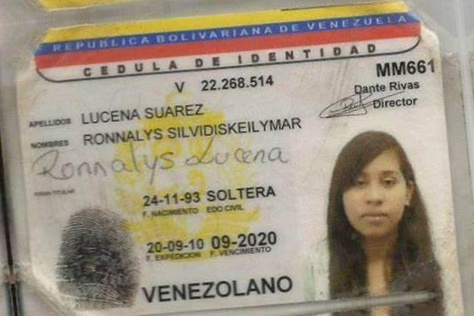 REPUBLICA BOLIVARIANA DE VENEZUELA
CEDULA DE IDENTIDAD
V 22.268.514
MM661
Dante Rivas
Director
APELLIDOS LUCENA SUAREZ
NOMBRES RONNALYS SILVIDISKEILYMAR
Ronnalys Lucena
FIRMA TITULAR
24-11-93 SOLTERA
F. NACIMIENTO EDO CIVIL
20-09-10 09-2020
F. EXPEDICION F. VENCIMIENTO
VENEZOLANO